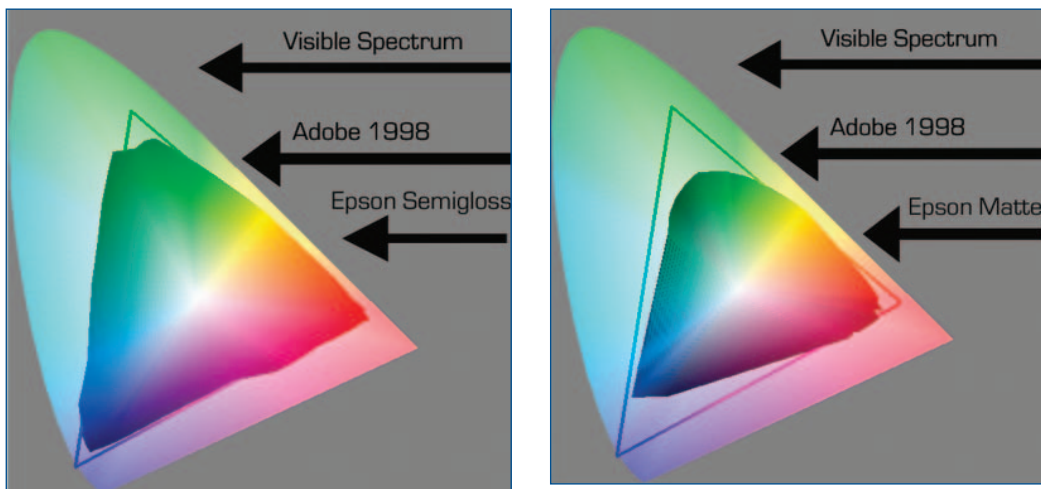 Visible Spectrum
Adobe 1998
Epson Semigloss
Visible Spectrum
Adobe 1998
Epson Matte